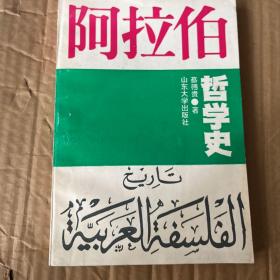 阿拉伯
哲学史
蔡德贵 著
山东大学出版社
تاريخ
الفلسفة العربية